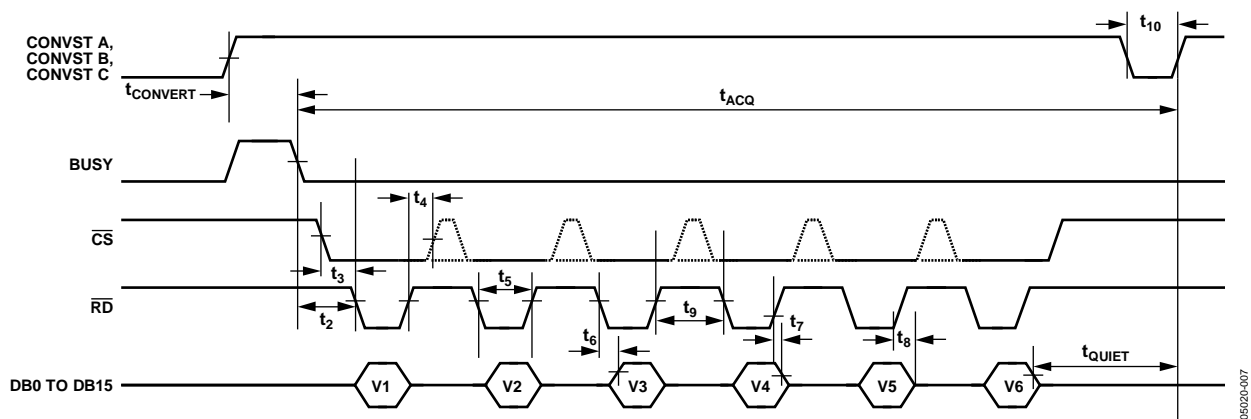 CONVST A,
CONVST B,
CONVST C
t10
tCONVERT
tACQ
BUSY
t4
CS
t3
t5
RD
t2
t9
t6
t7
t8
tQUIET
DB0 TO DB15
V1
V2
V3
V4
V5
V6
05020-007